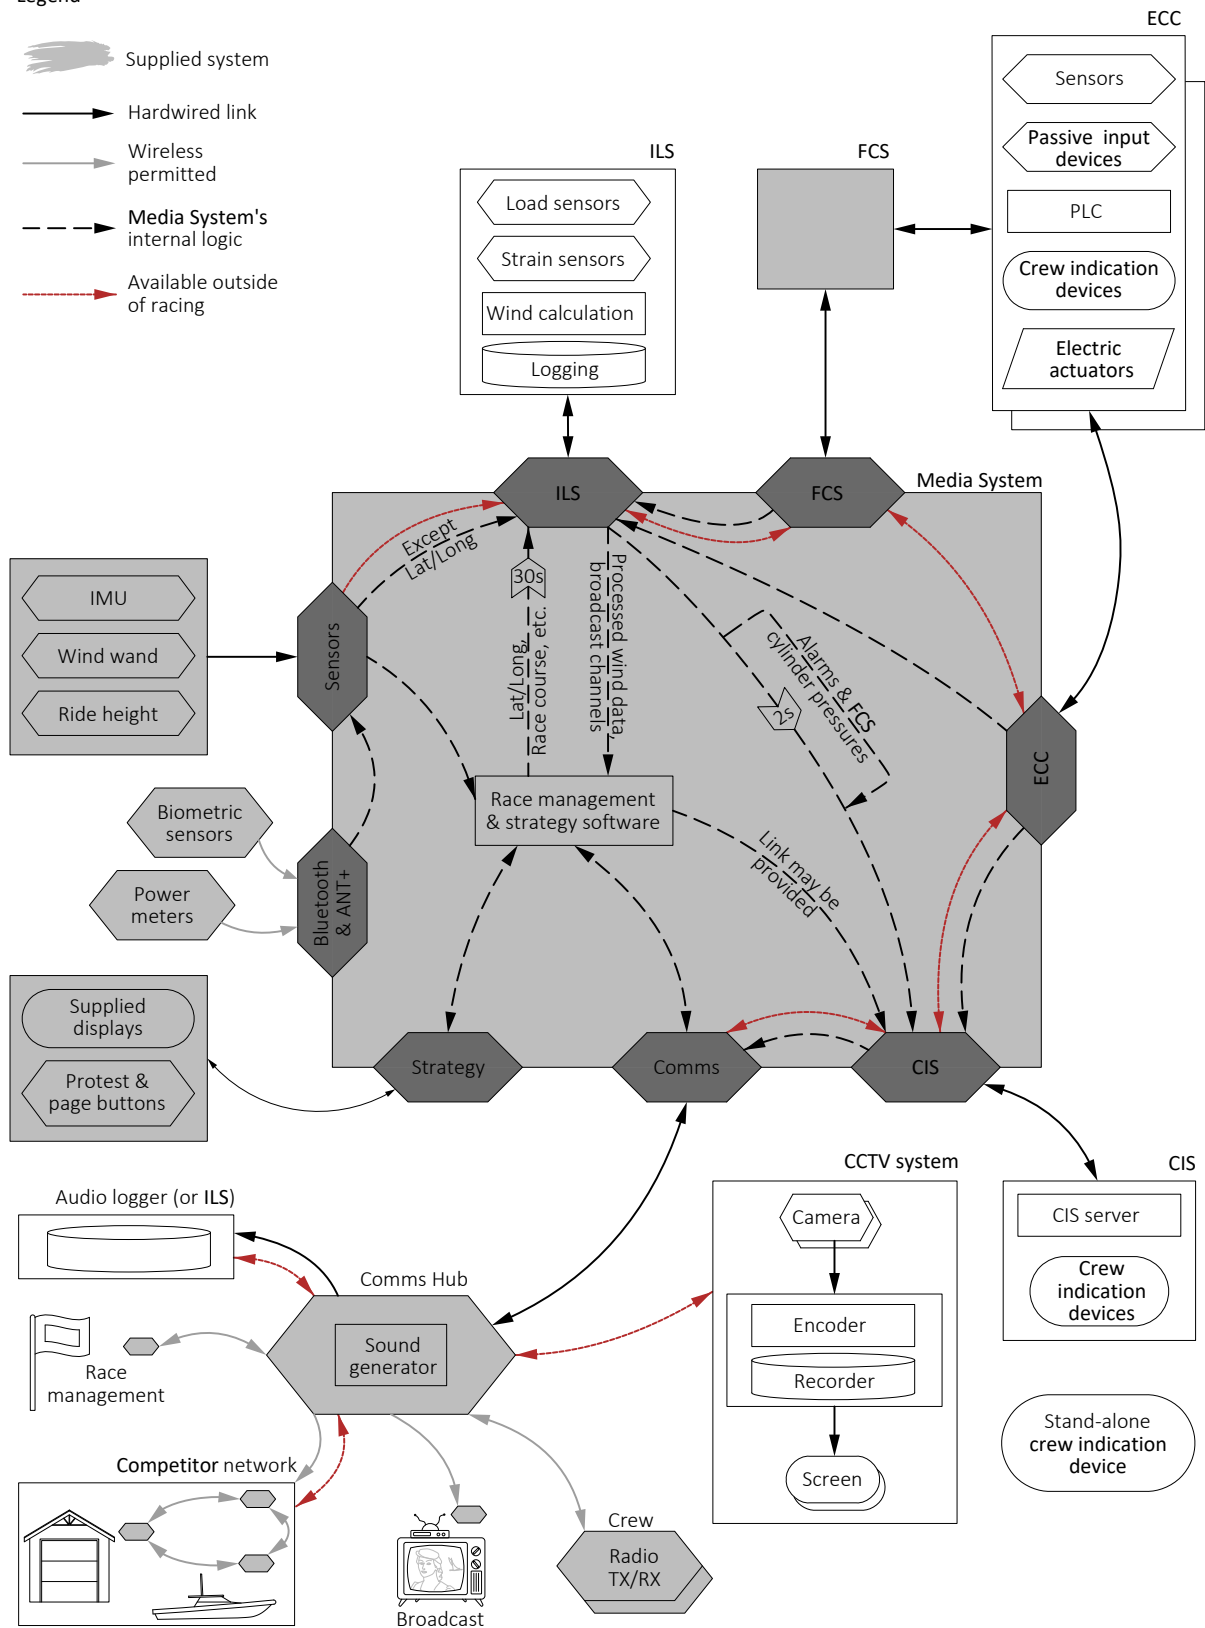 Legend
Supplied system
Hardwired link
Wireless
permitted
Media System's
internal logic
Available outside
of racing
ILS
Load sensors
Strain sensors
Wind calculation
Logging
FCS
ECC
Sensors
Passive input
devices
PLC
Crew indication
devices
Electric
actuators
Media System
ILS
FCS
Except
Lat/Long
30s
Lat/Long,
Race course, etc.
Processed wind data,
broadcast channels
Alarms & FCS
cylinder pressures
2s
IMU
Wind wand
Ride height
Sensors
ECC
Race management
& strategy software
Link may be
provided
Biometric
sensors
Power
meters
Bluetooth
& ANT+
Supplied
displays
Protest &
page buttons
Strategy
Comms
CIS
CCTV system
Camera
Encoder
Recorder
Screen
CIS
CIS server
Crew
indication
devices
Stand-alone
crew indication
device
Audio logger (or ILS)
Comms Hub
Sound
generator
Race
management
Competitor network
Broadcast
Crew
Radio
TX/RX